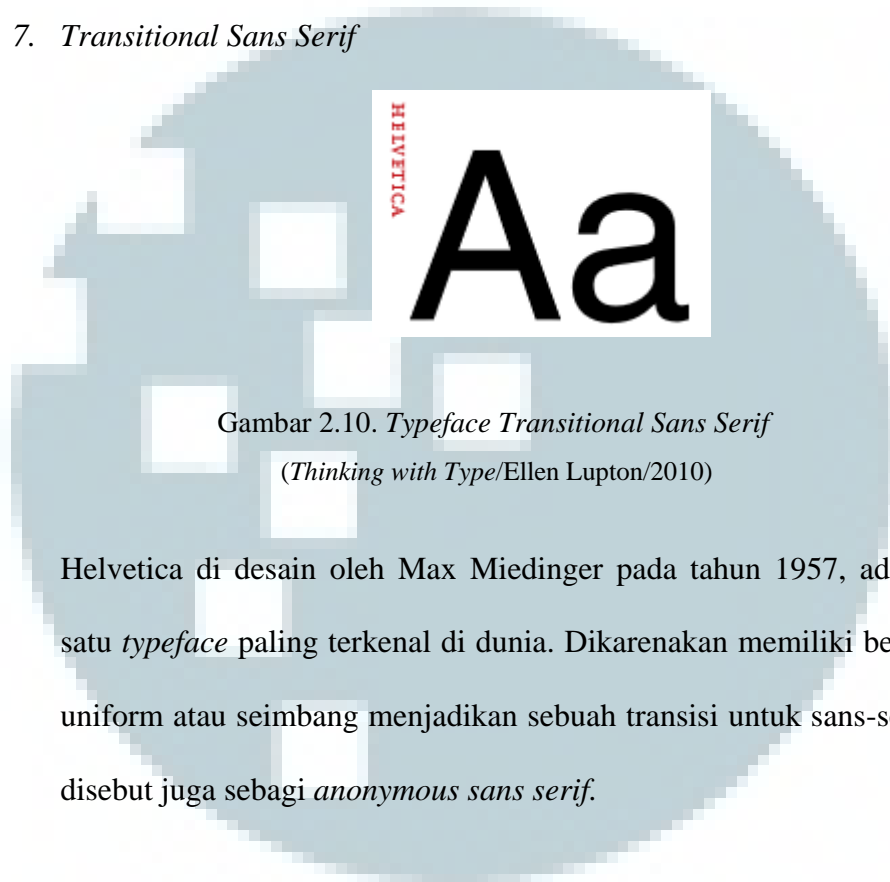 7. Transitional Sans Serif
HELVETICA
Aa
Gambar 2.10. Typeface Transitional Sans Serif
(Thinking with Type/Ellen Lupton/2010)
Helvetica di desain oleh Max Miedinger pada tahun 1957, ad
satu typeface paling terkenal di dunia. Dikarenakan memiliki be
uniform atau seimbang menjadikan sebuah transisi untuk sans-s
disebut juga sebagi anonymous sans serif.